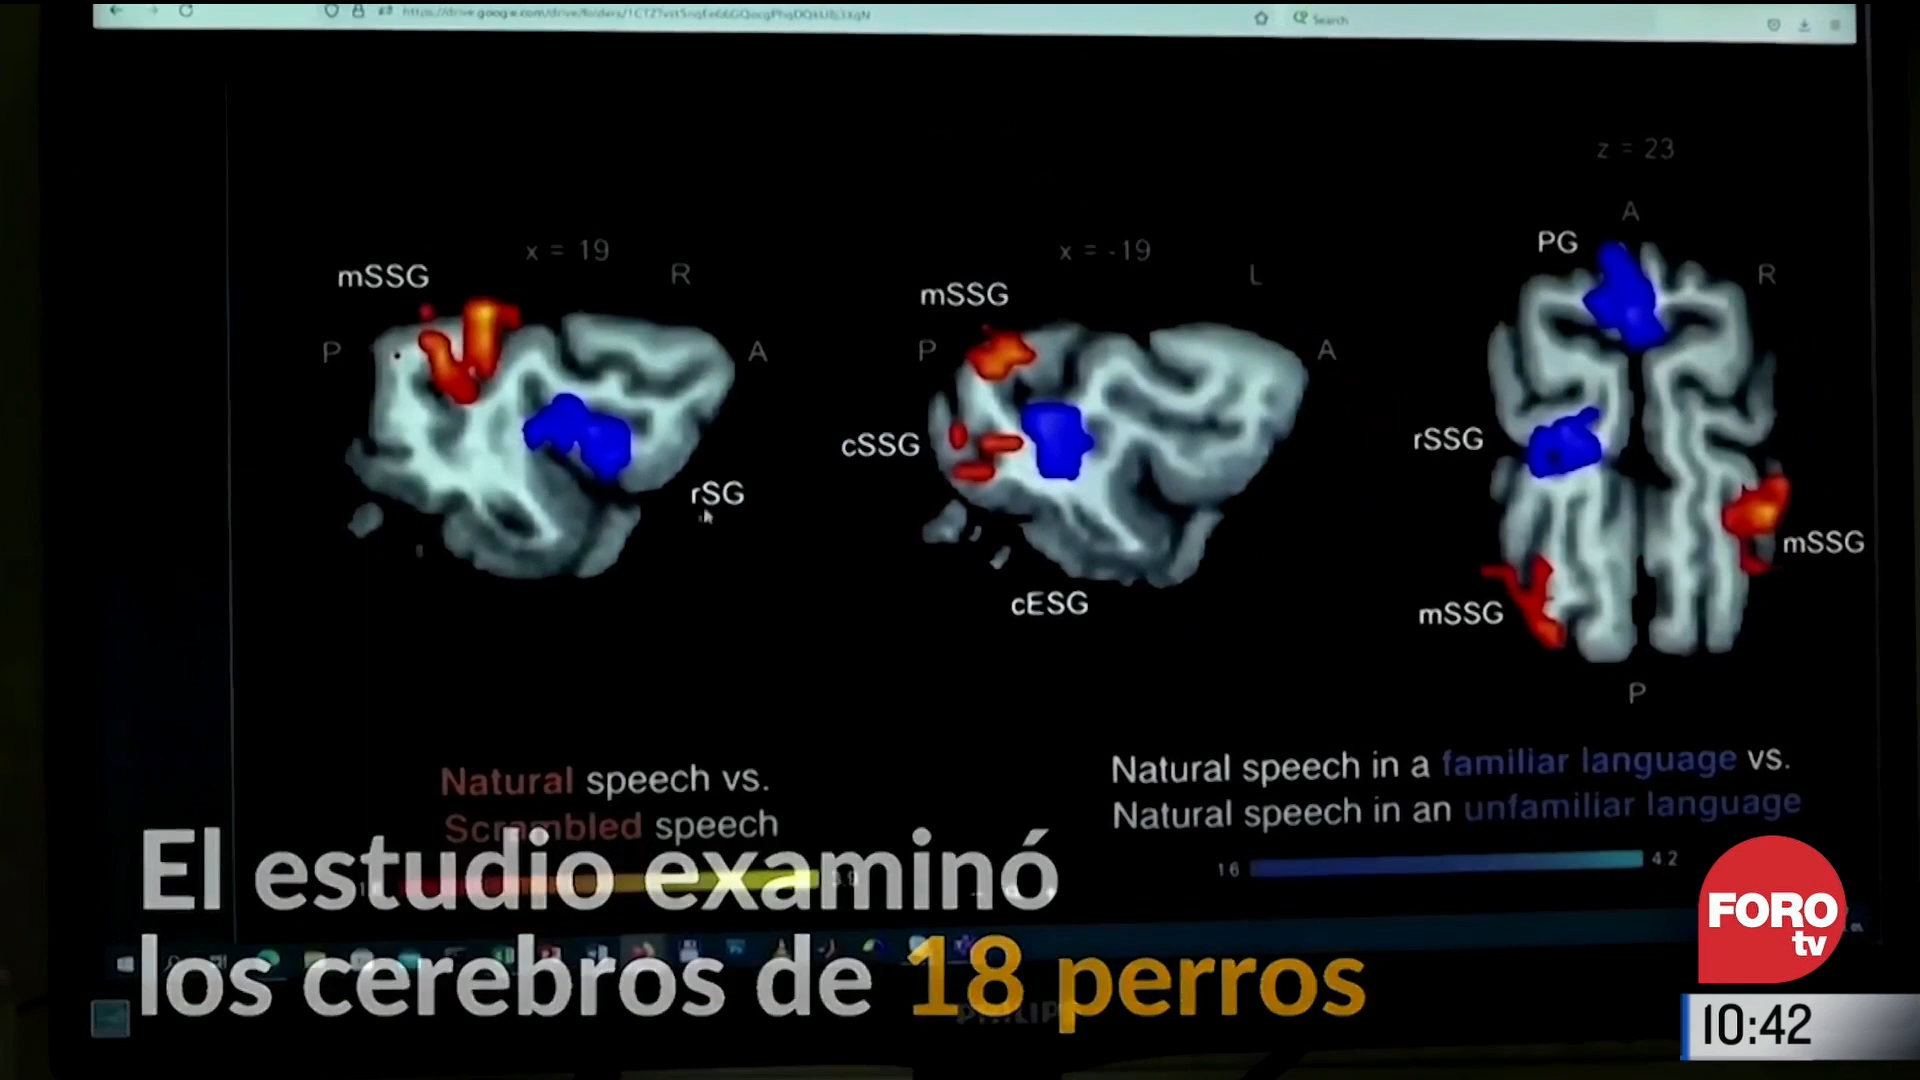 Search
z = 23
A
PG
R
x = 19
R
mSSG
P
A
rSG
x = -19
L
mSSG
P
A
cSSG
cESG
rSSG
mSSG
mSSG
P
Natural speech vs.
Scrambled speech
Natural speech in a familiar language vs.
Natural speech in an unfamiliar language
1.6
4.2
El estudio examinó
los cerebros de 18 perros
FORO
tv
10:42